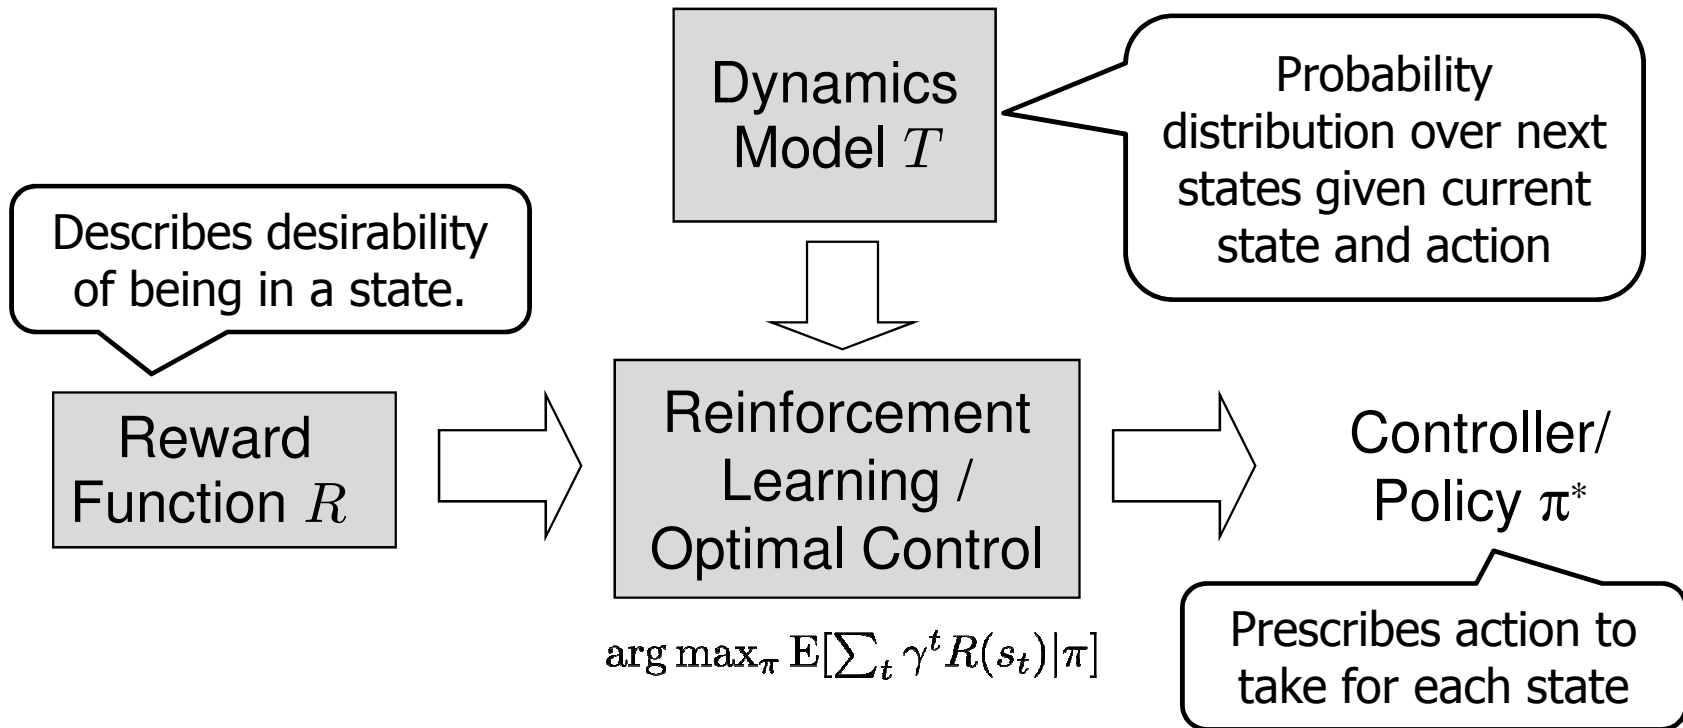 Dynamics
Model T
Probability
distribution over next
states given current
state and action
Describes desirability
of being in a state.
Reward
Function R
Reinforcement
Learning /
Optimal Control
arg max_π E[∑_t γ^t R(s_t)|π]
Controller/
Policy π*
Prescribes action to
take for each state